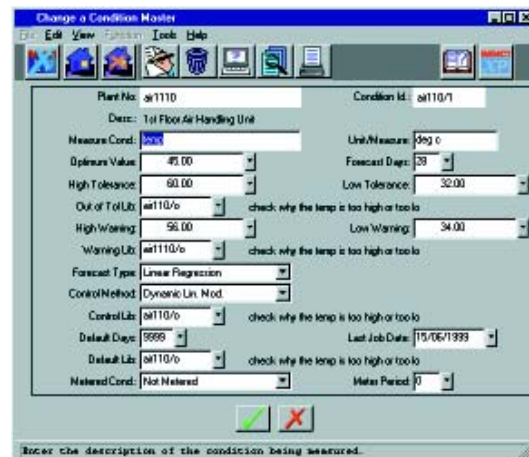 Change a Condition Master
File Edit View Function Tools Help
Plant No: air1110 Condition Id.: air110/1
Desc.: 1st Floor Air Handling Unit
Measure Cond: temp Unit/Measure: deg c
Optimum Value: 45.00 Forecast Days: 28
High Tolerance: 60.00 Low Tolerance: 32.00
Out of Tol Lib: air110/o check why the temp is too high or too lo
High Warning: 56.00 Low Warning: 34.00
Warning Lib: air1110/o check why the temp is too high or too lo
Forecast Type: Linear Regression
Control Method: Dynamic Lin. Mod.
Control Lib: air110/o check why the temp is too high or too lo
Default Days: 9999 Last Job Date: 15/06/1999
Default Lib: air110/o check why the temp is too high or too lo
Metered Cond: Not Metered Meter Period: 0
Enter the description of the condition being measured.